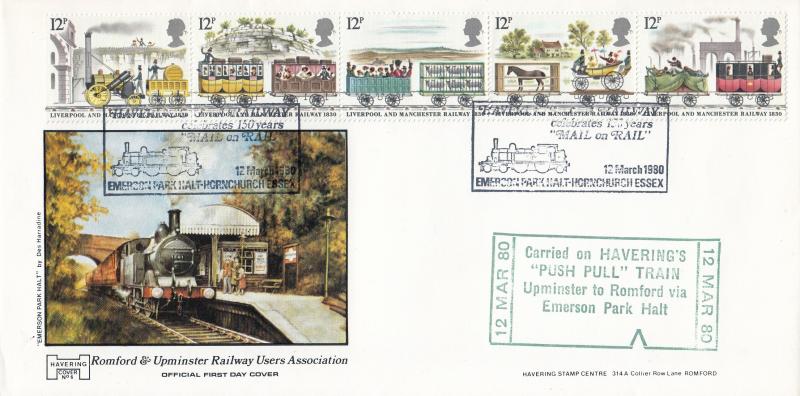 12P
12P
12P
12P
12P
LIVERPOOL AND MANCHESTER RAILWAY 1830
LIVERPOOL AND MANCHESTER RAILWAY 1830
LIVERPOOL AND MANCHESTER RAILWAY 1830
LIVERPOOL AND MANCHESTER RAILWAY 1830
LIVERPOOL AND MANCHESTER RAILWAY 1830
celebrates 150 years
"MAIL on RAIL"
12 March 1980
EMERSON PARK HALT-HORNCHURCH ESSEX
celebrates 150 years
"MAIL on RAIL"
12 March 1980
EMERSON PARK HALT-HORNCHURCH ESSEX
12 MAR 80
Carried on HAVERING'S
"PUSH PULL" TRAIN
Upminster to Romford via
Emerson Park Halt
12 MAR 80
"EMERSON PARK HALT" by Des Harradine
HAVERING
COVER
No 6
Romford & Upminster Railway Users Association
OFFICIAL FIRST DAY COVER
HAVERING STAMP CENTRE 314A Collier Row Lane ROMFORD